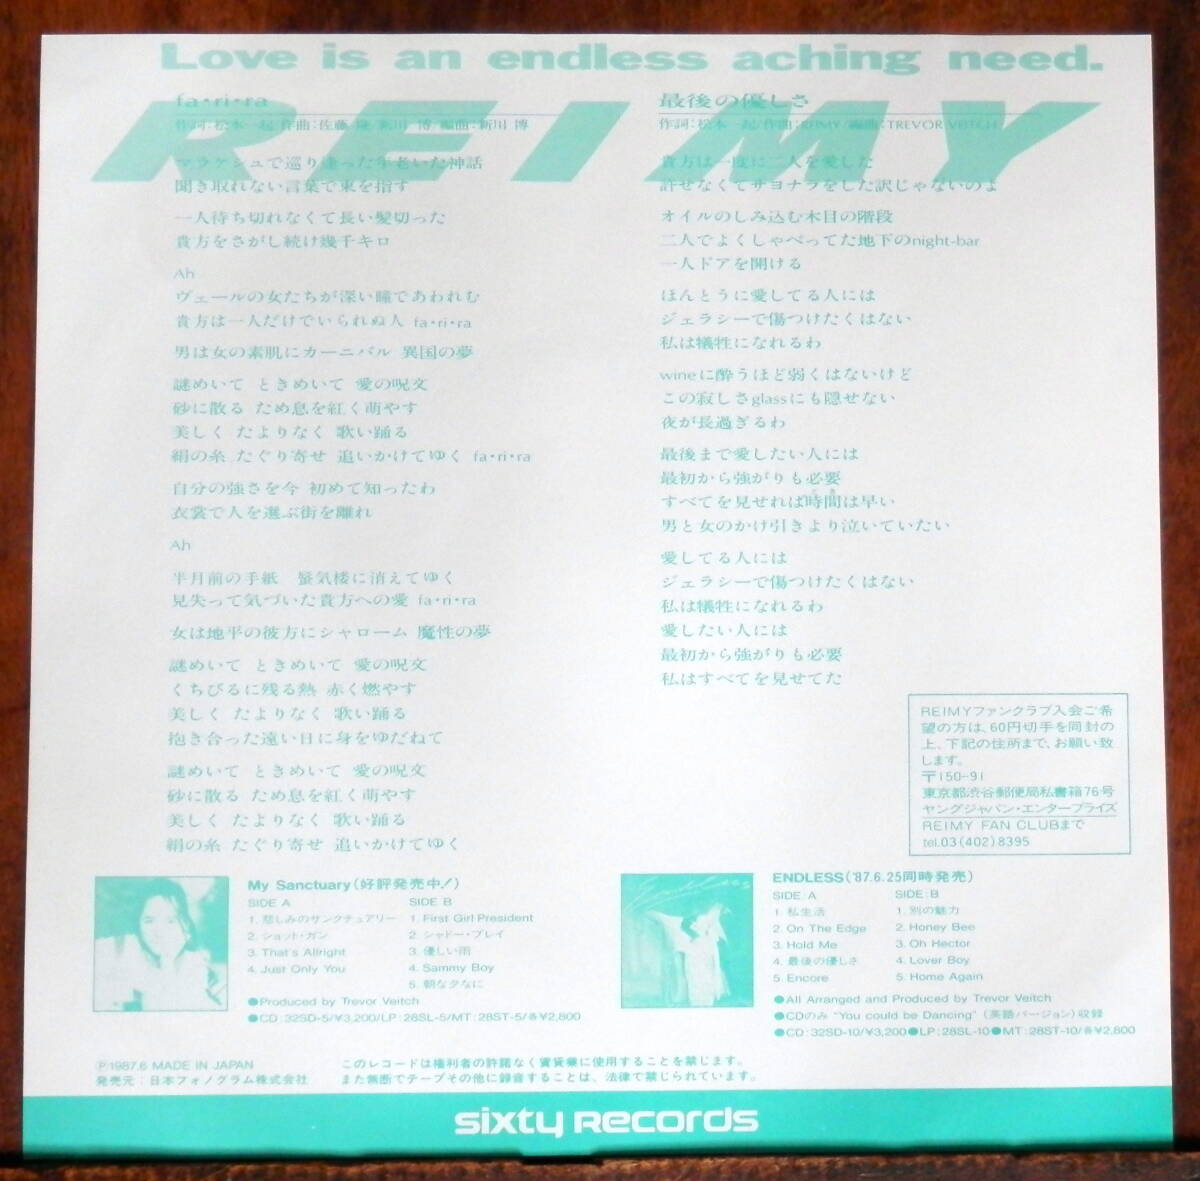 Love is an endless aching need.
REIMY
fa・ri・ra
作詞:松本一起/作曲:佐藤 隆/新川 博/編曲:新川 博
マラケシュで巡り逢った年老いた神話
聞き取れない言葉で東を指す
一人待ち切れなくて長い髪切った
貴方をさがし続け幾千キロ
Ah
ヴェールの女たちが深い瞳であわれむ
貴方は一人だけでいられぬ人 fa・ri・ra
男は女の素肌にカーニバル 異国の夢
謎めいて ときめいて 愛の呪文
砂に散る ため息を紅く萌やす
美しく たよりなく 歌い踊る
絹の糸 たぐり寄せ 追いかけてゆく fa・ri・ra
自分の強さを今 初めて知ったわ
衣裳で人を選ぶ街を離れ
Ah
半月前の手紙 蜃気楼に消えてゆく
見失って気づいた貴方への愛 fa・ri・ra
女は地平の彼方にシャローム 魔性の夢
謎めいて ときめいて 愛の呪文
くちびるに残る熱 赤く燃やす
美しく たよりなく 歌い踊る
抱き合った遠い日に身をゆだねて
謎めいて ときめいて 愛の呪文
砂に散る ため息を紅く萌やす
美しく たよりなく 歌い踊る
絹の糸 たぐり寄せ 追いかけてゆく
最後の優しさ
作詞:松本一起/作曲:REIMY/編曲:TREVOR VEITCH
貴方は一度に二人を愛した
許せなくてサヨナラをした訳じゃないのよ
オイルのしみ込む木目の階段
二人でよくしゃべってた地下のnight-bar
一人ドアを開ける
ほんとうに愛してる人には
ジェラシーで傷つけたくはない
私は犠牲になれるわ
wineに酔うほど弱くはないけど
この寂しさglassにも隠せない
夜が長過ぎるわ
最後まで愛したい人には
最初から強がりも必要
すべてを見せれば時間は早い
男と女のかけ引きより泣いていたい
愛してる人には
ジェラシーで傷つけたくはない
私は犠牲になれるわ
愛したい人には
最初から強がりも必要
私はすべてを見せてた
REIMYファンクラブ入会ご希
望の方は、60円切手を同封の
上、下記の住所まで、お願い致
します。
〒150-91
東京都渋谷郵便局私書箱76号
ヤングジャパン・エンタープライズ
REIMY FAN CLUBまで
tel.03(402)8395
My Sanctuary(好評発売中!)
SIDE A
1. 悲しみのサンクチュアリー
2. ショット・ガン
3. That's Allright
4. Just Only You
SIDE B
1. First Girl President
2. シャドー・プレイ
3. 優しい雨
4. Sammy Boy
5. 朝な夕なに
●Produced by Trevor Veitch
●CD:32SD-5/¥3,200/LP:28SL-5/MT:28ST-5/各¥2,800
Endless
ENDLESS('87.6.25同時発売)
SIDE:A
1. 私生活
2. On The Edge
3. Hold Me
4. 最後の優しさ
5. Encore
SIDE:B
1. 別の魅力
2. Honey Bee
3. Oh Hector
4. Lover Boy
5. Home Again
●All Arranged and Produced by Trevor Veitch
●CDのみ "You could be Dancing" (英語バージョン)収録
●CD:32SD-10/¥3,200●LP:28SL-10●MT:28ST-10/各¥2,800
Ⓟ1987.6 MADE IN JAPAN
発売元:日本フォノグラム株式会社
このレコードは権利者の許諾なく賃貸業に使用することを禁じます。
また無断でテープその他に録音することは、法律で禁じられています。
sixty Records